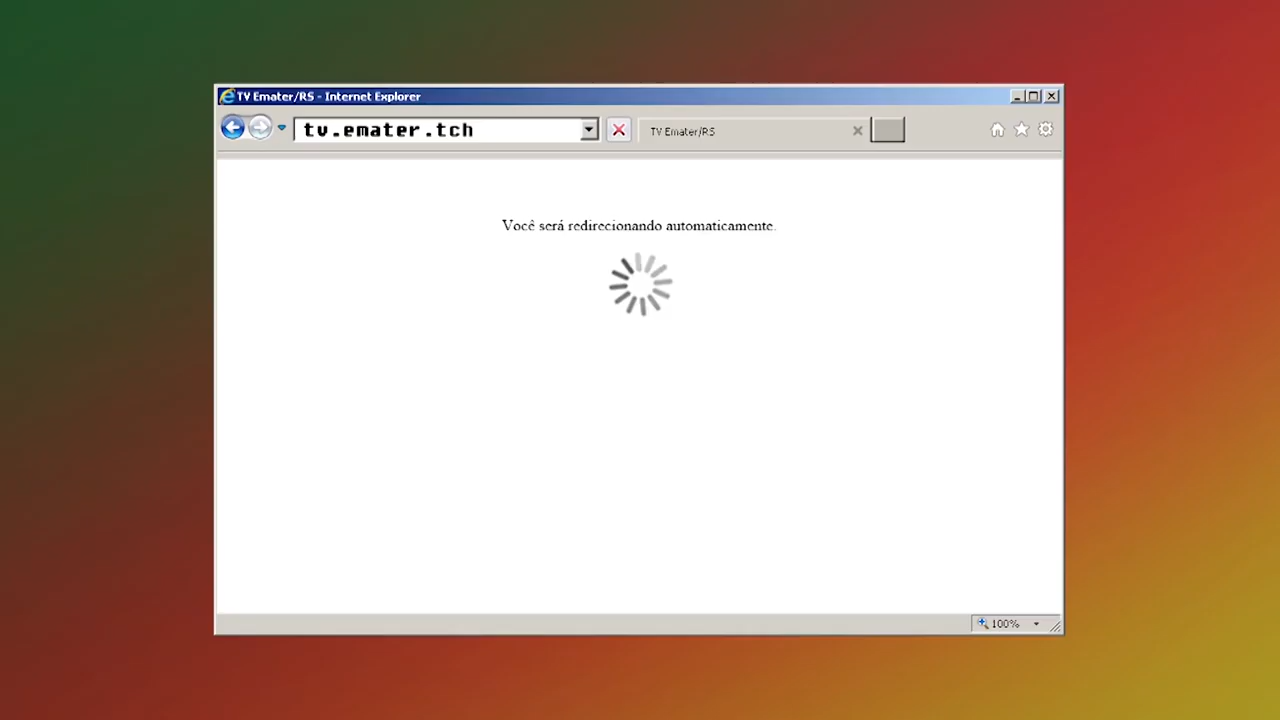 TV Emater/RS - Internet Explorer
tv.emater.tch
TV Emater/RS
Você será redirecionando automaticamente.
100%